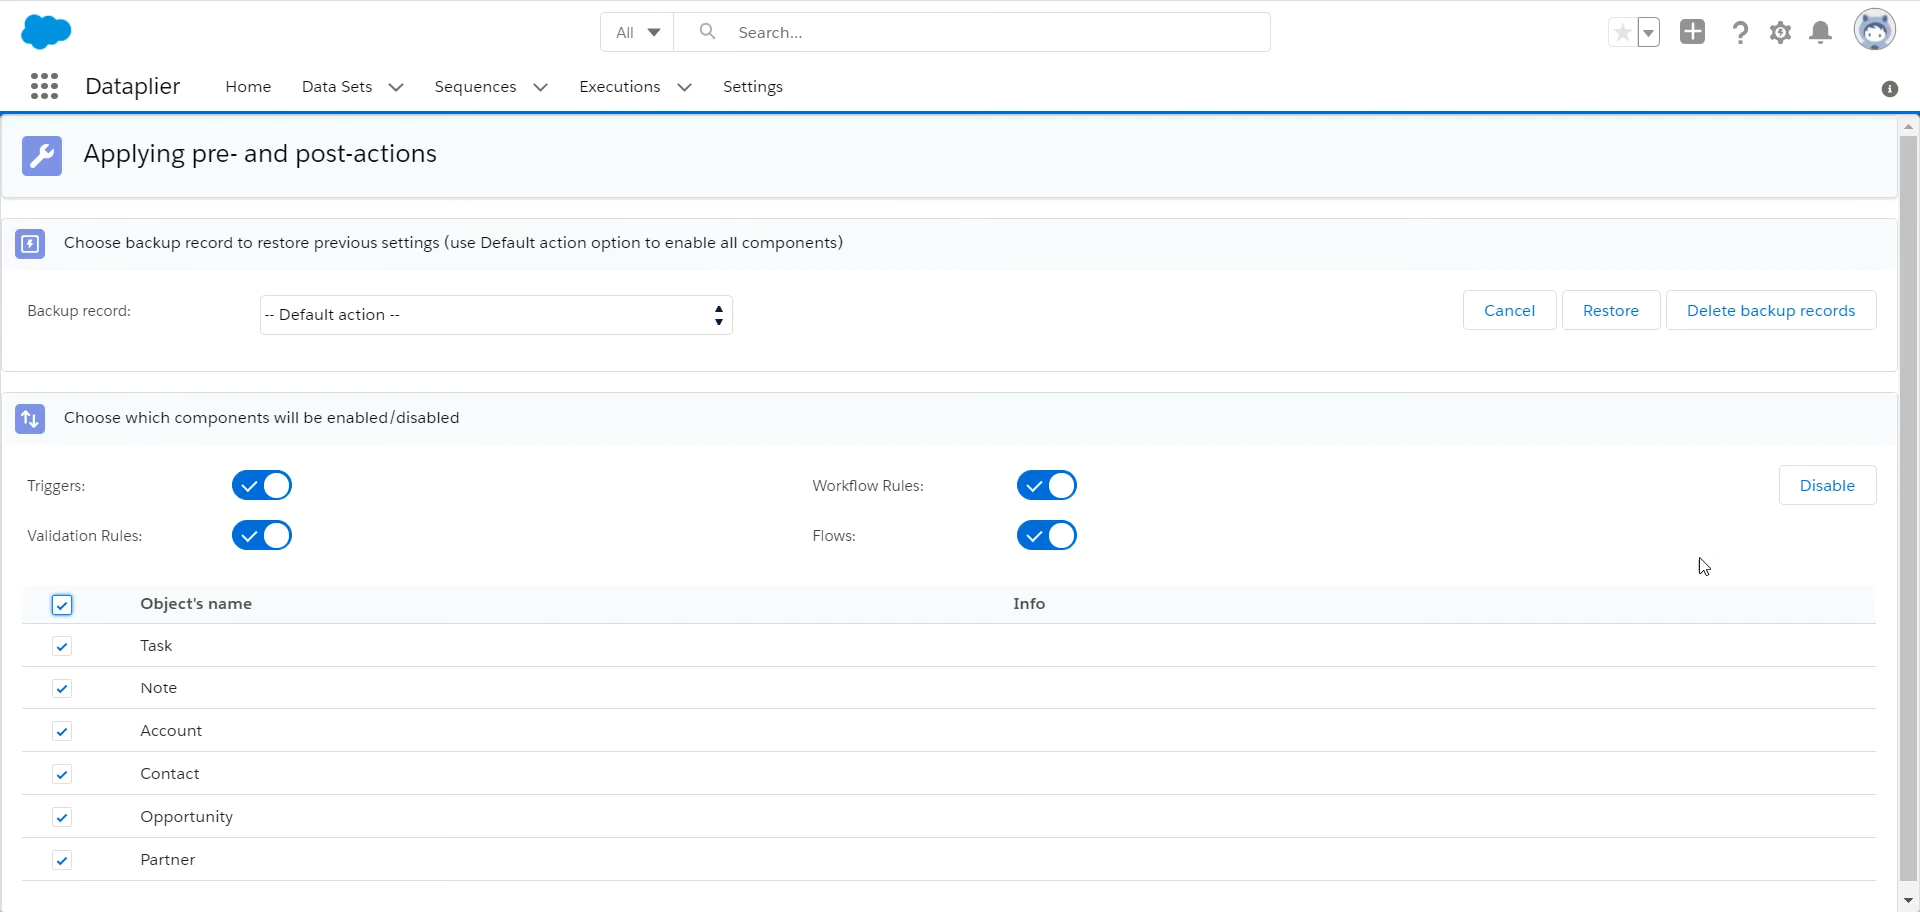 All
Search...
Dataplier
Home
Data Sets
Sequences
Executions
Settings
Applying pre- and post-actions
Choose backup record to restore previous settings (use Default action option to enable all components)
Backup record:
-- Default action --
Cancel
Restore
Delete backup records
Choose which components will be enabled/disabled
Triggers:
Workflow Rules:
Disable
Validation Rules:
Flows:
Object's name
Info
Task
Note
Account
Contact
Opportunity
Partner